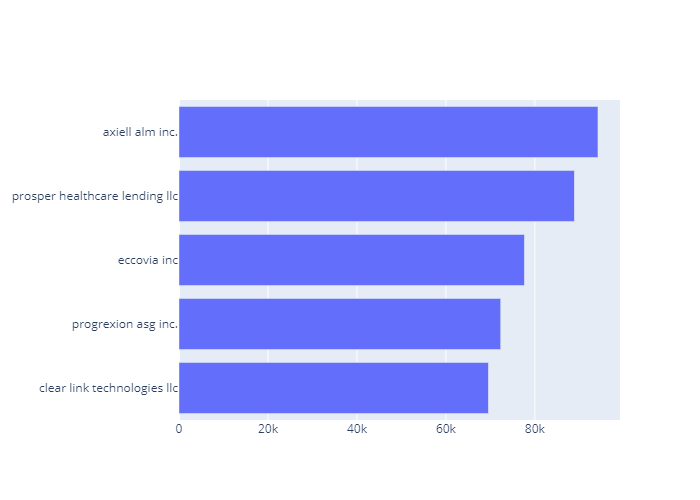 axiell alm inc.
prosper healthcare lending llc
eccovia inc
progrexion asg inc.
clear link technologies llc
0 20k 40k 60k 80k